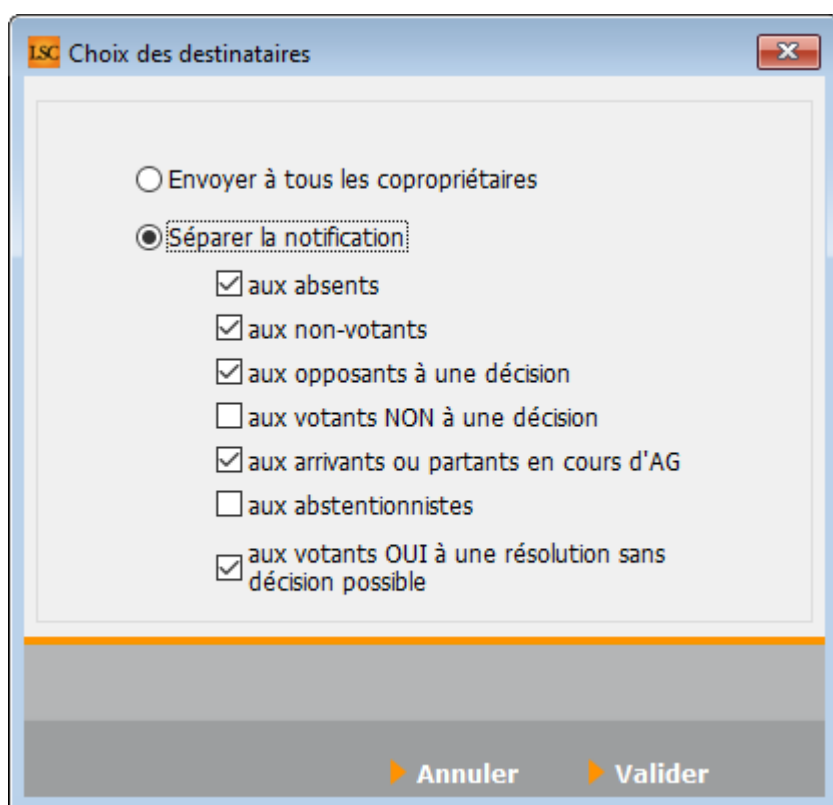 LSC Choix des destinataires
Envoyer à tous les copropriétaires
Séparer la notification
aux absents
aux non-votants
aux opposants à une décision
aux votants NON à une décision
aux arrivants ou partants en cours d'AG
aux abstentionnistes
aux votants OUI à une résolution sans
décision possible
Annuler Valider